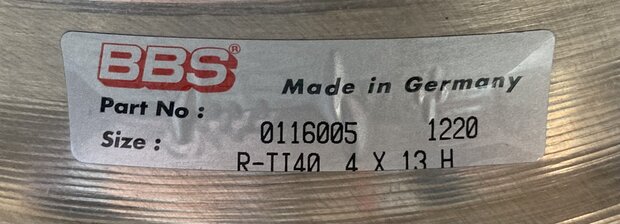 BBS®
Made in Germany
Part No :
0116005 1220
Size :
R-TI40 4 X 13 H